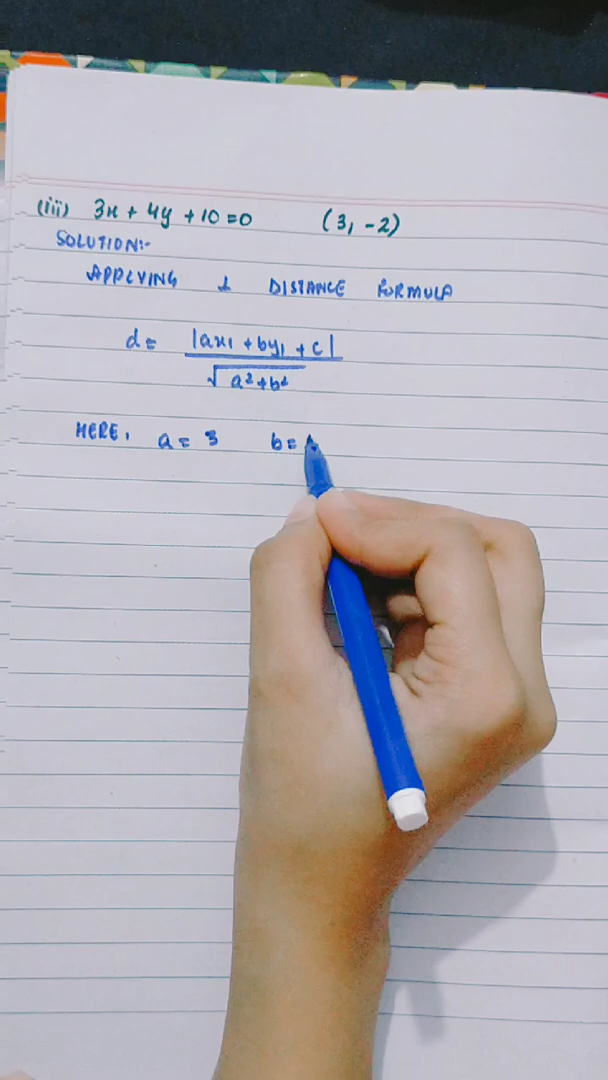 (iii) 3x + 4y + 10 = 0 (3, -2)
SOLUTION:-
APPLYING ⊥ DISTANCE FORMULA
d = |ax₁ + by₁ + c|
√a² + b²
HERE, a = 3 b =